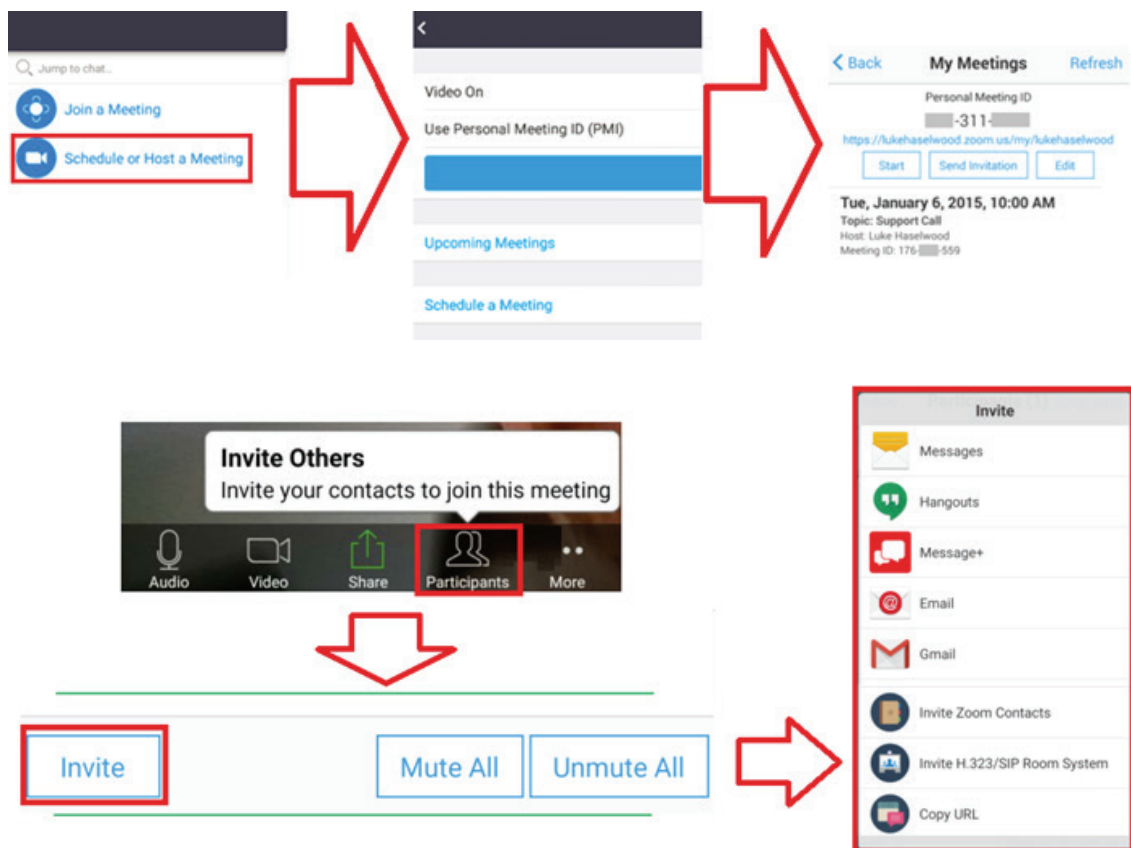 Jump to chat..
Join a Meeting
Schedule or Host a Meeting
Video On
Use Personal Meeting ID (PMI)
Upcoming Meetings
Schedule a Meeting
Back My Meetings Refresh
Personal Meeting ID
-311-
https://lukehaselwood.zoom.us/my/lukehaselwood
Start Send Invitation Edit
Tue, January 6, 2015, 10:00 AM
Topic: Support Call
Host: Luke Haselwood
Meeting ID: 176- -559
Invite Others
Invite your contacts to join this meeting
Audio Video Share Participants More
Invite Mute All Unmute All
Invite
Messages
Hangouts
Message+
Email
Gmail
Invite Zoom Contacts
Invite H.323/SIP Room System
Copy URL